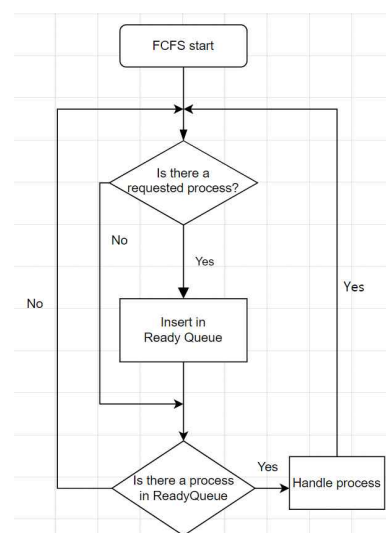 FCFS start
Is there a
requested process?
No
Yes
No
Yes
Insert in
Ready Queue
Is there a process
in ReadyQueue
Yes
Handle process